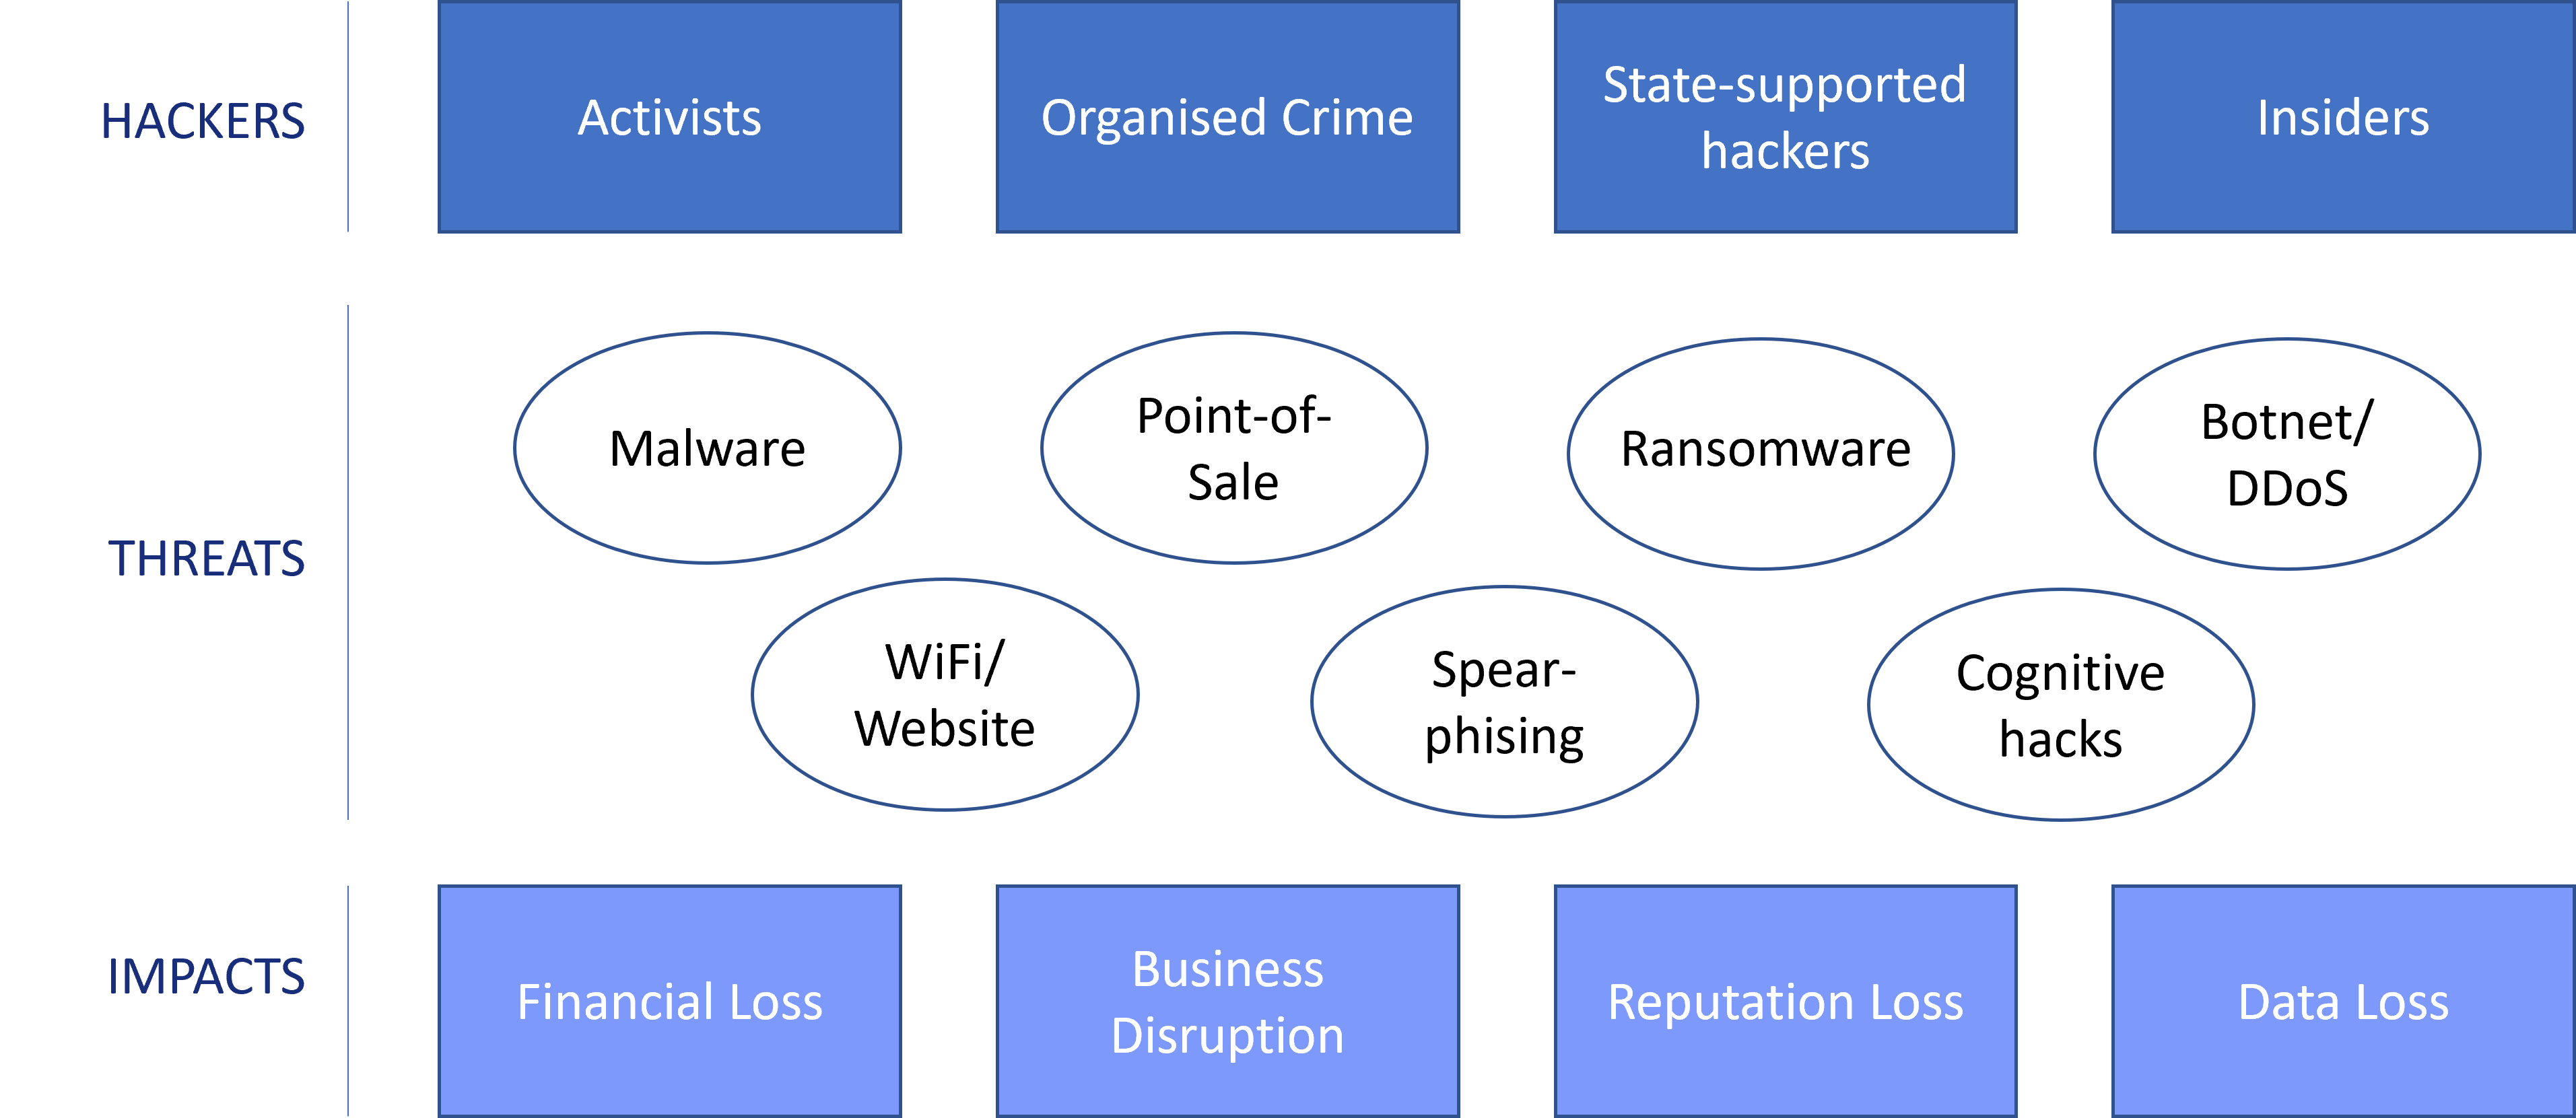 HACKERS
Activists
Organised Crime
State-supported
hackers
Insiders
THREATS
Malware
Point-of-
Sale
Ransomware
Botnet/
DDoS
WiFi/
Website
Spear-
phising
Cognitive
hacks
IMPACTS
Financial Loss
Business
Disruption
Reputation Loss
Data Loss